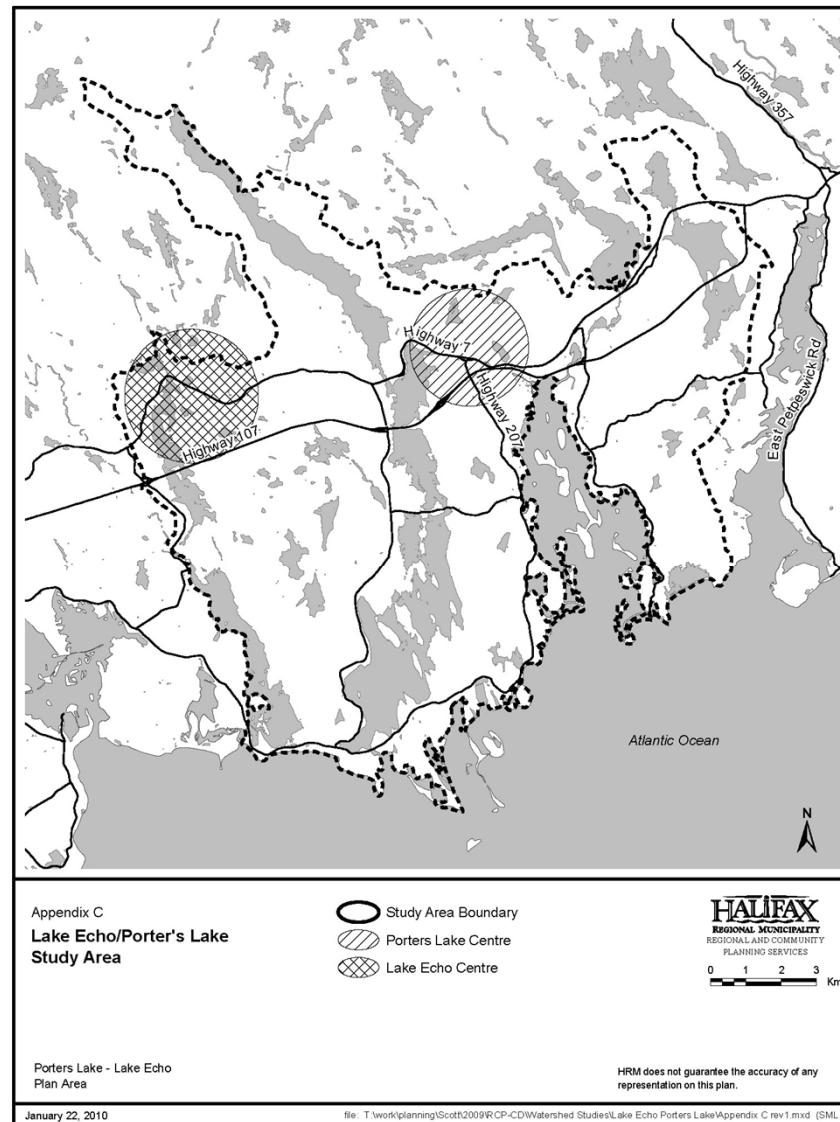 Highway 357
Highway 7
Highway 207
Highway 107
East Petpeswick Rd
Atlantic Ocean
N
Appendix C
Lake Echo/Porter's Lake
Study Area
Study Area Boundary
Porters Lake Centre
Lake Echo Centre
HALIFAX
REGIONAL MUNICIPALITY
REGIONAL AND COMMUNITY
PLANNING SERVICES
0 1 2 3
Km
Porters Lake - Lake Echo
Plan Area
HRM does not guarantee the accuracy of any
representation on this plan.
January 22, 2010
file: T:\work\planning\Scott\2009\RCP-CD\Watershed Studies\Lake Echo Porters Lake\Appendix C rev1.mxd (SML